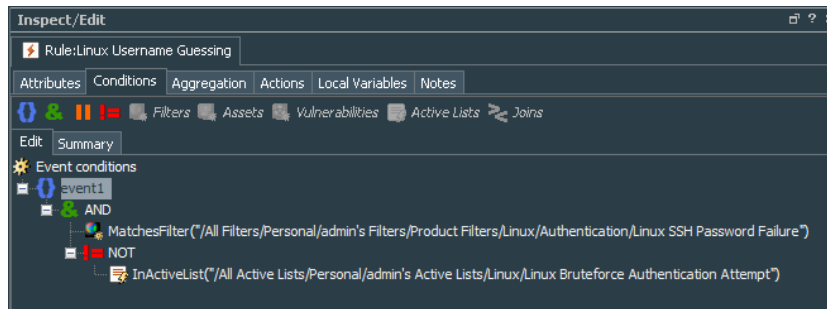 Inspect/Edit
Rule:Linux Username Guessing
Attributes Conditions Aggregation Actions Local Variables Notes
{} & || != Filters Assets Vulnerabilities Active Lists Joins
Edit Summary
Event conditions
event1
& AND
MatchesFilter("/All Filters/Personal/admin's Filters/Product Filters/Linux/Authentication/Linux SSH Password Failure")
!= NOT
InActiveList("/All Active Lists/Personal/admin's Active Lists/Linux/Linux Bruteforce Authentication Attempt")